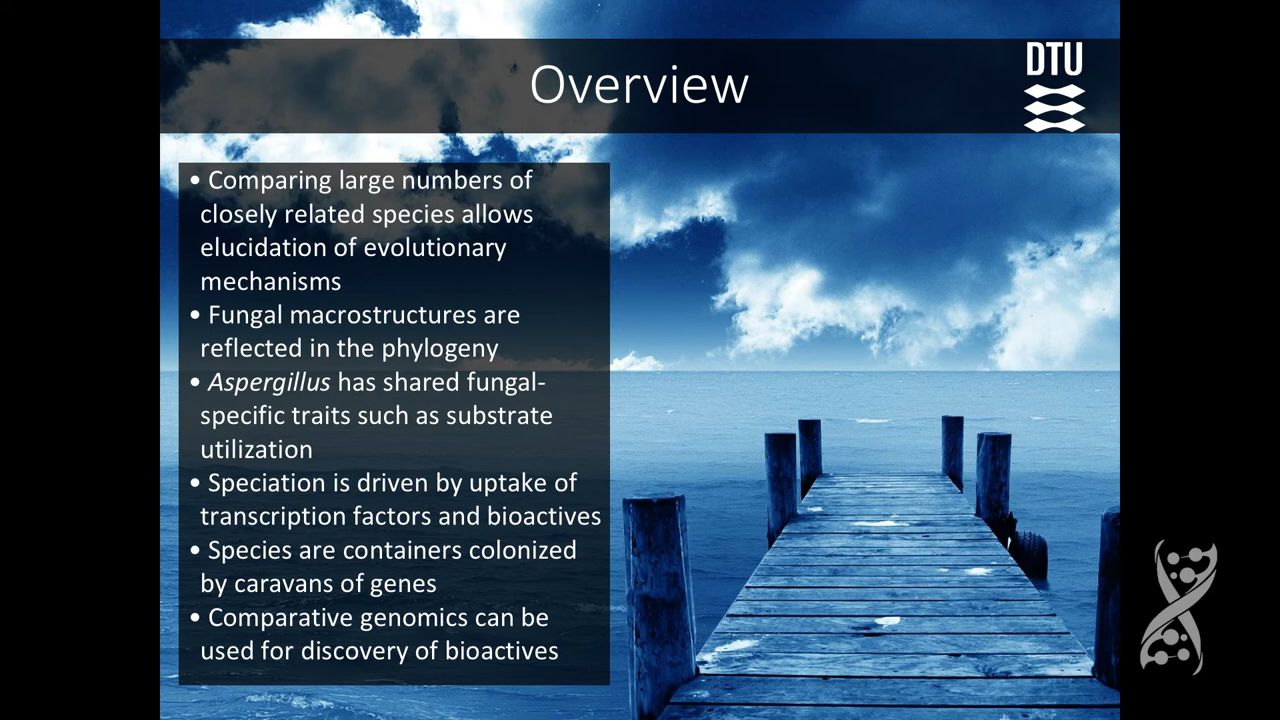 Overview
DTU
• Comparing large numbers of
closely related species allows
elucidation of evolutionary
mechanisms
• Fungal macrostructures are
reflected in the phylogeny
• Aspergillus has shared fungal-
specific traits such as substrate
utilization
• Speciation is driven by uptake of
transcription factors and bioactives
• Species are containers colonized
by caravans of genes
• Comparative genomics can be
used for discovery of bioactives